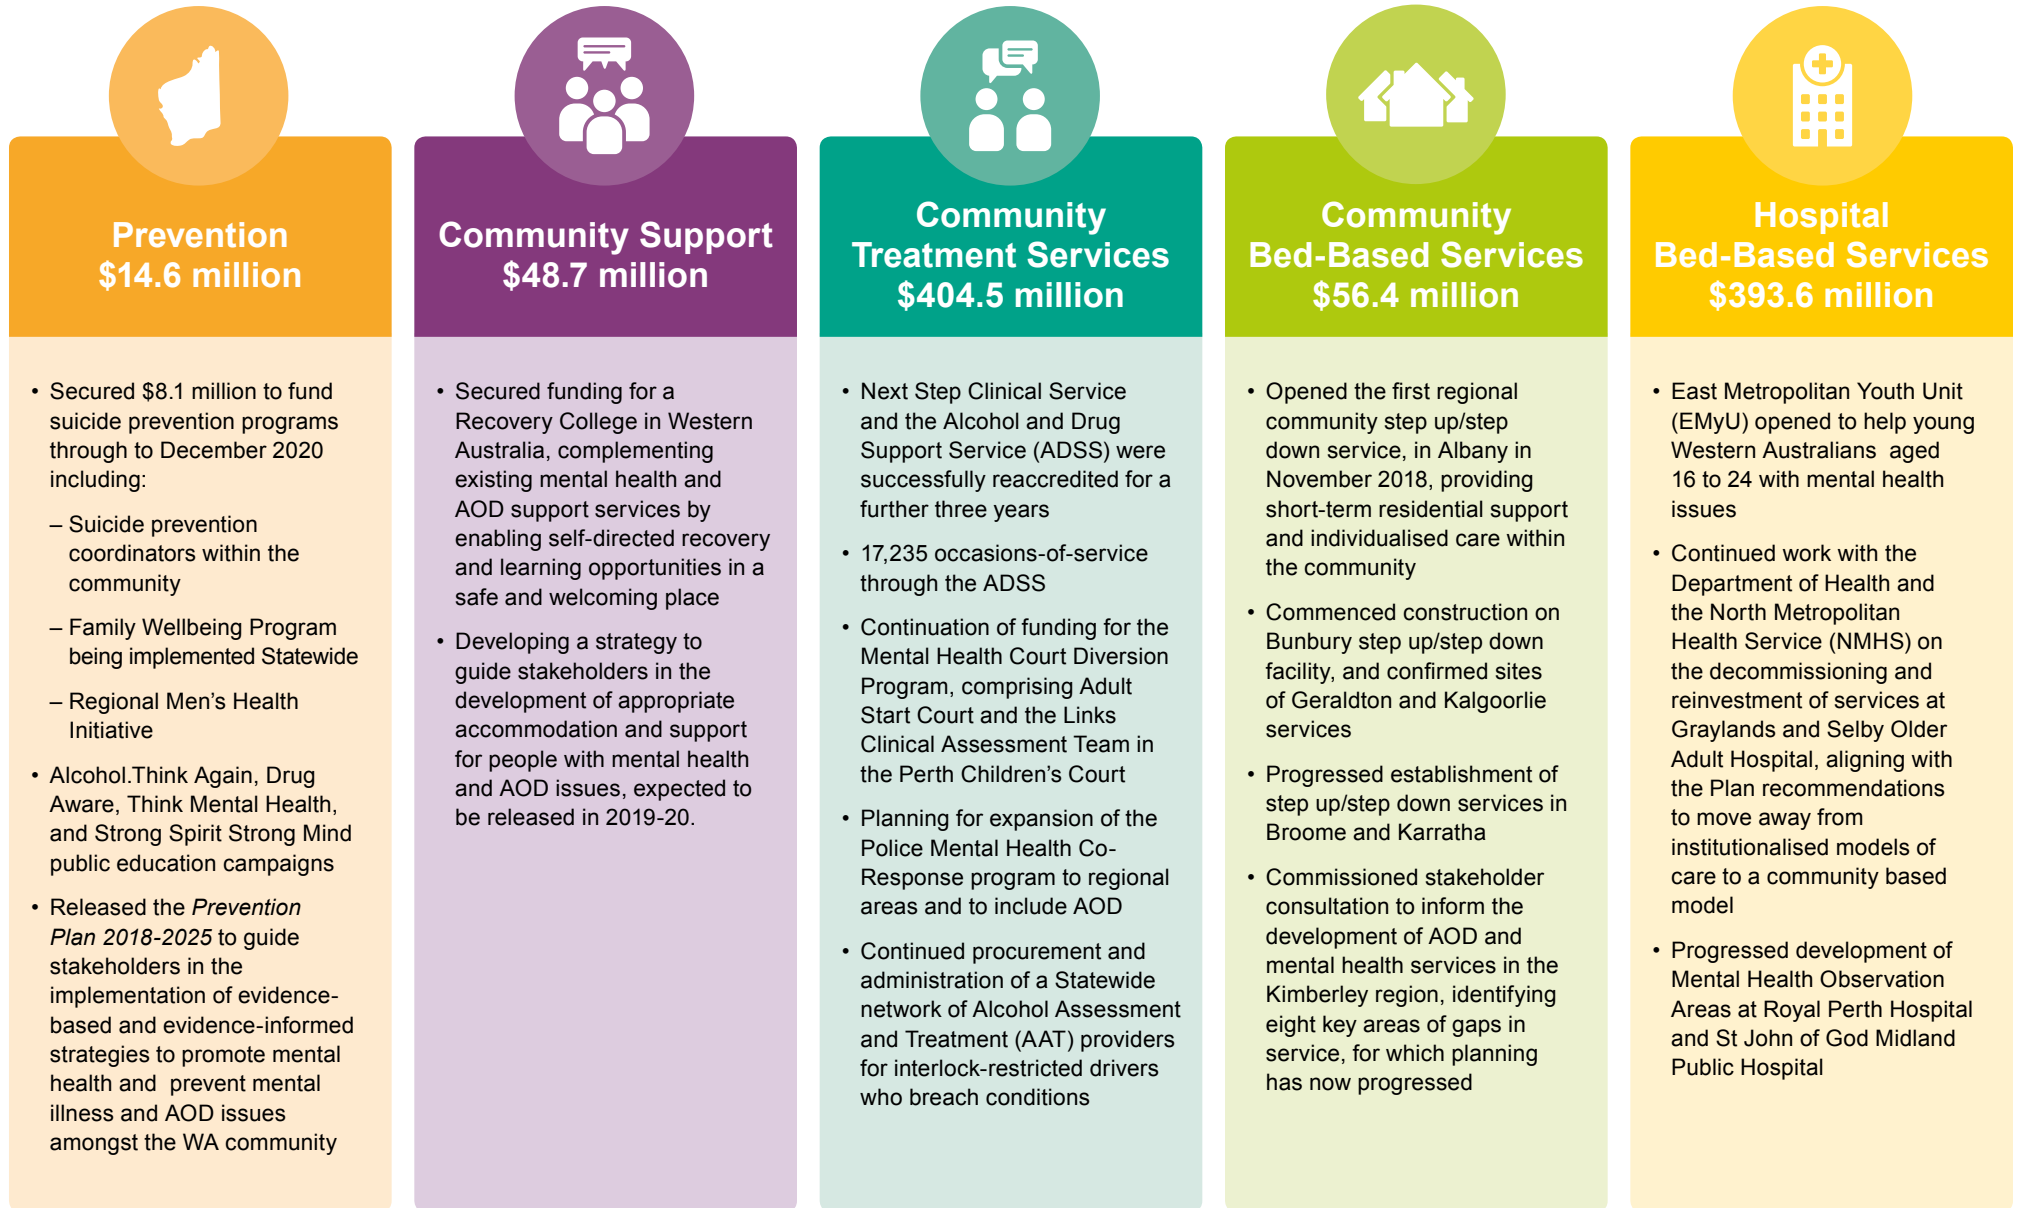 Prevention
$14.6 million
• Secured $8.1 million to fund
suicide prevention programs
through to December 2020
including:
– Suicide prevention
coordinators within the
community
– Family Wellbeing Program
being implemented Statewide
– Regional Men’s Health
Initiative
• Alcohol.Think Again, Drug
Aware, Think Mental Health,
and Strong Spirit Strong Mind
public education campaigns
• Released the Prevention
Plan 2018-2025 to guide
stakeholders in the
implementation of evidence-
based and evidence-informed
strategies to promote mental
health and  prevent mental
illness and AOD issues
amongst the WA community
Community Support
$48.7 million
• Secured funding for a
Recovery College in Western
Australia, complementing
existing mental health and
AOD support services by
enabling self-directed recovery
and learning opportunities in a
safe and welcoming place
• Developing a strategy to
guide stakeholders in the
development of appropriate
accommodation and support
for people with mental health
and AOD issues, expected to
be released in 2019-20.
Community
Treatment Services
$404.5 million
• Next Step Clinical Service
and the Alcohol and Drug
Support Service (ADSS) were
successfully reaccredited for a
further three years
• 17,235 occasions-of-service
through the ADSS
• Continuation of funding for the
Mental Health Court Diversion
Program, comprising Adult
Start Court and the Links
Clinical Assessment Team in
the Perth Children’s Court
• Planning for expansion of the
Police Mental Health Co-
Response program to regional
areas and to include AOD
• Continued procurement and
administration of a Statewide
network of Alcohol Assessment
and Treatment (AAT) providers
for interlock-restricted drivers
who breach conditions
Community
Bed-Based Services
$56.4 million
• Opened the first regional
community step up/step
down service, in Albany in
November 2018, providing
short-term residential support
and individualised care within
the community
• Commenced construction on
Bunbury step up/step down
facility, and confirmed sites
of Geraldton and Kalgoorlie
services
• Progressed establishment of
step up/step down services in
Broome and Karratha
• Commissioned stakeholder
consultation to inform the
development of AOD and
mental health services in the
Kimberley region, identifying
eight key areas of gaps in
service, for which planning
has now progressed
Hospital
Bed-Based Services
$393.6 million
• East Metropolitan Youth Unit
(EMyU) opened to help young
Western Australians  aged
16 to 24 with mental health
issues
• Continued work with the
Department of Health and
the North Metropolitan
Health Service (NMHS) on
the decommissioning and
reinvestment of services at
Graylands and Selby Older
Adult Hospital, aligning with
the Plan recommendations
to move away from
institutionalised models of
care to a community based
model
• Progressed development of
Mental Health Observation
Areas at Royal Perth Hospital
and St John of God Midland
Public Hospital